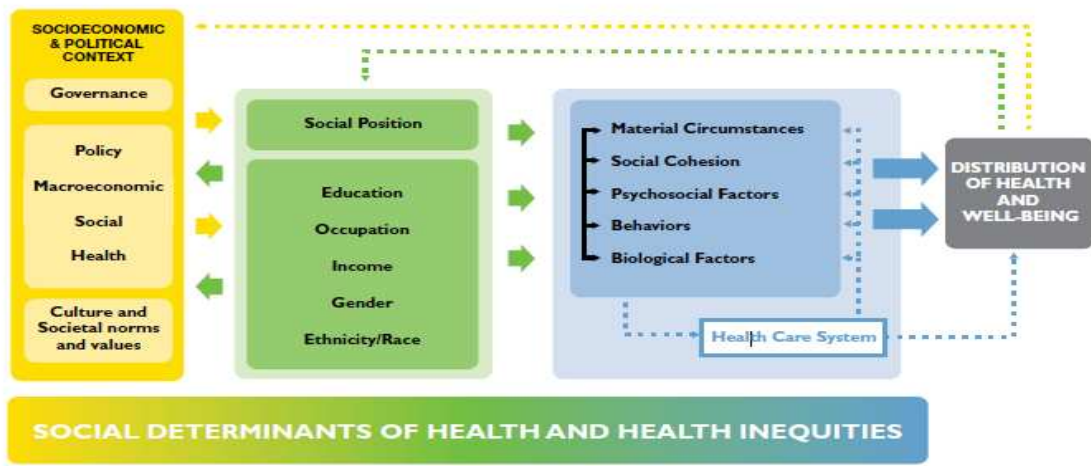 SOCIOECONOMIC
& POLITICAL
CONTEXT
Governance
Policy
Macroeconomic
Social
Health
Culture and
Societal norms
and values
Social Position
Education
Occupation
Income
Gender
Ethnicity/Race
Material Circumstances
Social Cohesion
Psychosocial Factors
Behaviors
Biological Factors
Health Care System
DISTRIBUTION
OF HEALTH
AND
WELL-BEING
SOCIAL DETERMINANTS OF HEALTH AND HEALTH INEQUITIES